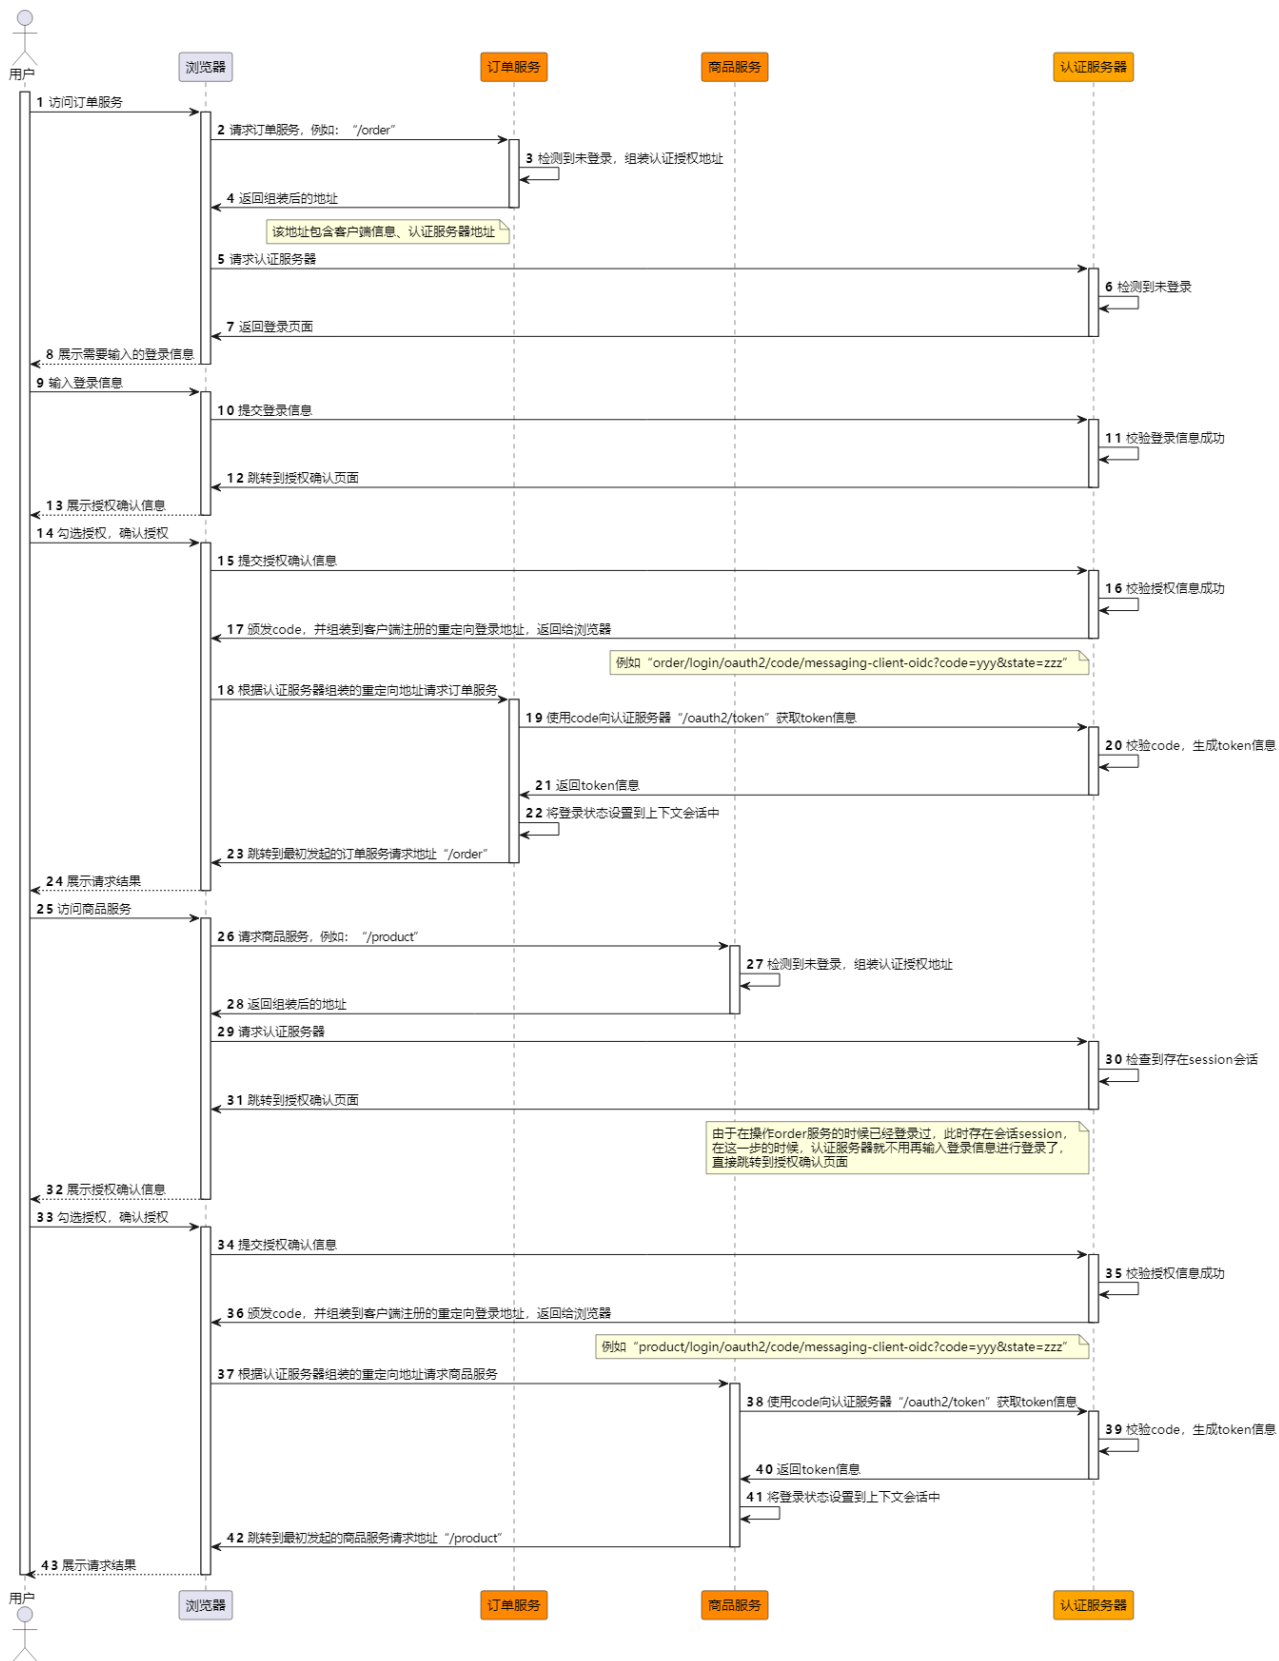 用户
浏览器
订单服务
商品服务
认证服务器
1 访问订单服务
2 请求订单服务，例如：“/order”
3 检测到未登录，组装认证授权地址
4 返回组装后的地址
该地址包含客户端信息、认证服务器地址
5 请求认证服务器
6 检测到未登录
7 返回登录页面
8 展示需要输入的登录信息
9 输入登录信息
10 提交登录信息
11 校验登录信息成功
12 跳转到授权确认页面
13 展示授权确认信息
14 勾选授权，确认授权
15 提交授权确认信息
16 校验授权信息成功
17 颁发code，并组装到客户端注册的重定向登录地址，返回给浏览器
例如“order/login/oauth2/code/messaging-client-oidc?code=yyy&state=zzz”
18 根据认证服务器组装的重定向地址请求订单服务
19 使用code向认证服务器“/oauth2/token”获取token信息
20 校验code，生成token信息
21 返回token信息
22 将登录状态设置到上下文会话中
23 跳转到最初发起的订单服务请求地址“/order”
24 展示请求结果
25 访问商品服务
26 请求商品服务，例如：“/product”
27 检测到未登录，组装认证授权地址
28 返回组装后的地址
29 请求认证服务器
30 检查到存在session会话
31 跳转到授权确认页面
由于在操作order服务的时候已经登录过，此时存在会话session，
在这一步的时候，认证服务器就不用再输入登录信息进行登录了，
直接跳转到授权确认页面
32 展示授权确认信息
33 勾选授权，确认授权
34 提交授权确认信息
35 校验授权信息成功
36 颁发code，并组装到客户端注册的重定向登录地址，返回给浏览器
例如“product/login/oauth2/code/messaging-client-oidc?code=yyy&state=zzz”
37 根据认证服务器组装的重定向地址请求商品服务
38 使用code向认证服务器“/oauth2/token”获取token信息
39 校验code，生成token信息
40 返回token信息
41 将登录状态设置到上下文会话中
42 跳转到最初发起的商品服务请求地址“/product”
43 展示请求结果
用户
浏览器
订单服务
商品服务
认证服务器